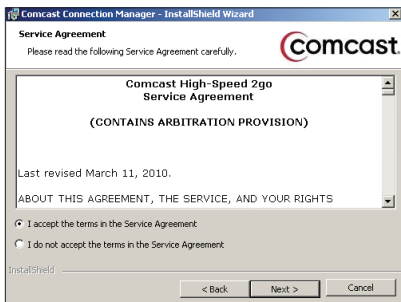 Comcast Connection Manager - InstallShield Wizard
Service Agreement
Please read the following Service Agreement carefully.
comcast.
Comcast High-Speed 2go
Service Agreement
(CONTAINS ARBITRATION PROVISION)
Last revised March 11, 2010.
ABOUT THIS AGREEMENT, THE SERVICE, AND YOUR RIGHTS
I accept the terms in the Service Agreement
I do not accept the terms in the Service Agreement
InstallShield
< Back Next > Cancel